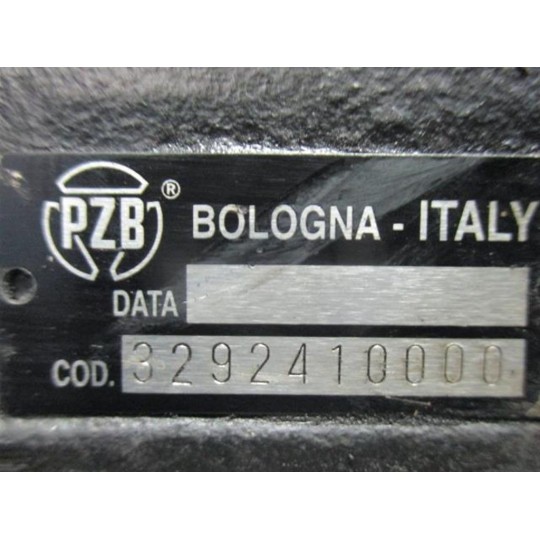 PZB ® BOLOGNA - ITALY
DATA
COD. 3292410000